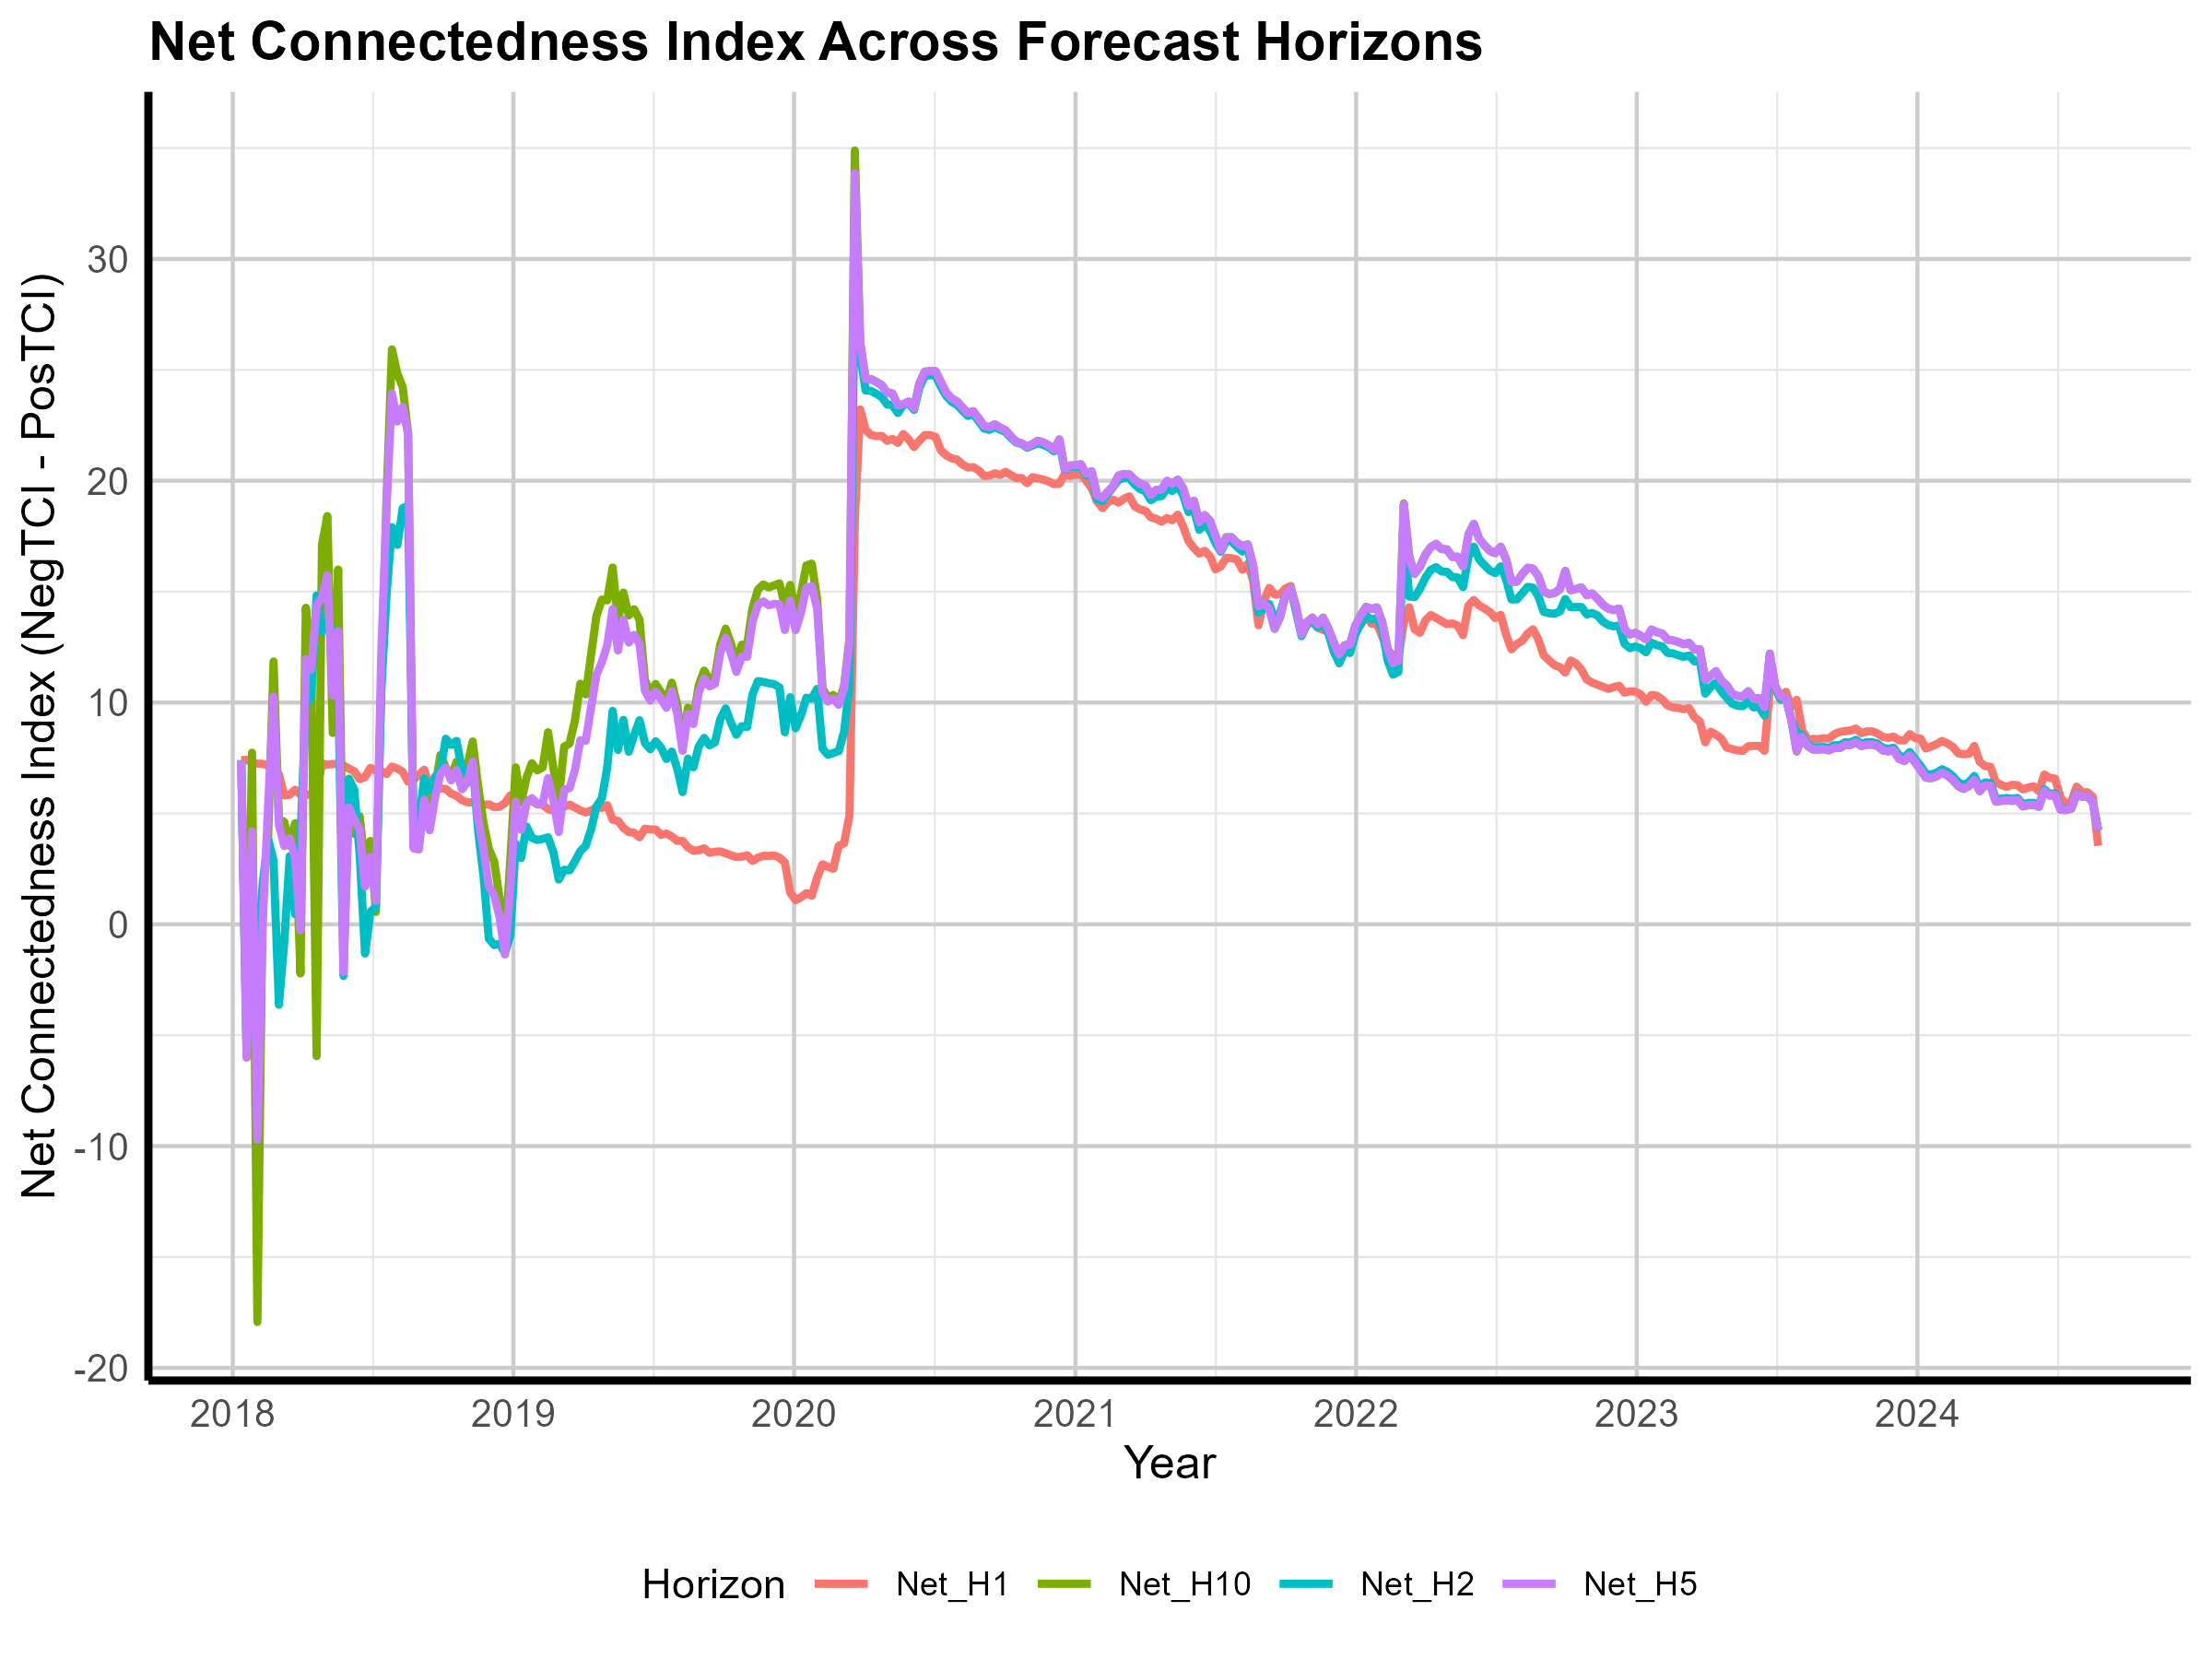 Net Connectedness Index Across Forecast Horizons
Net Connectedness Index (NegTCI - PosTCI)
30
20
10
0
-10
-20
2018 2019 2020 2021 2022 2023 2024
Year
Horizon Net_H1 Net_H10 Net_H2 Net_H5